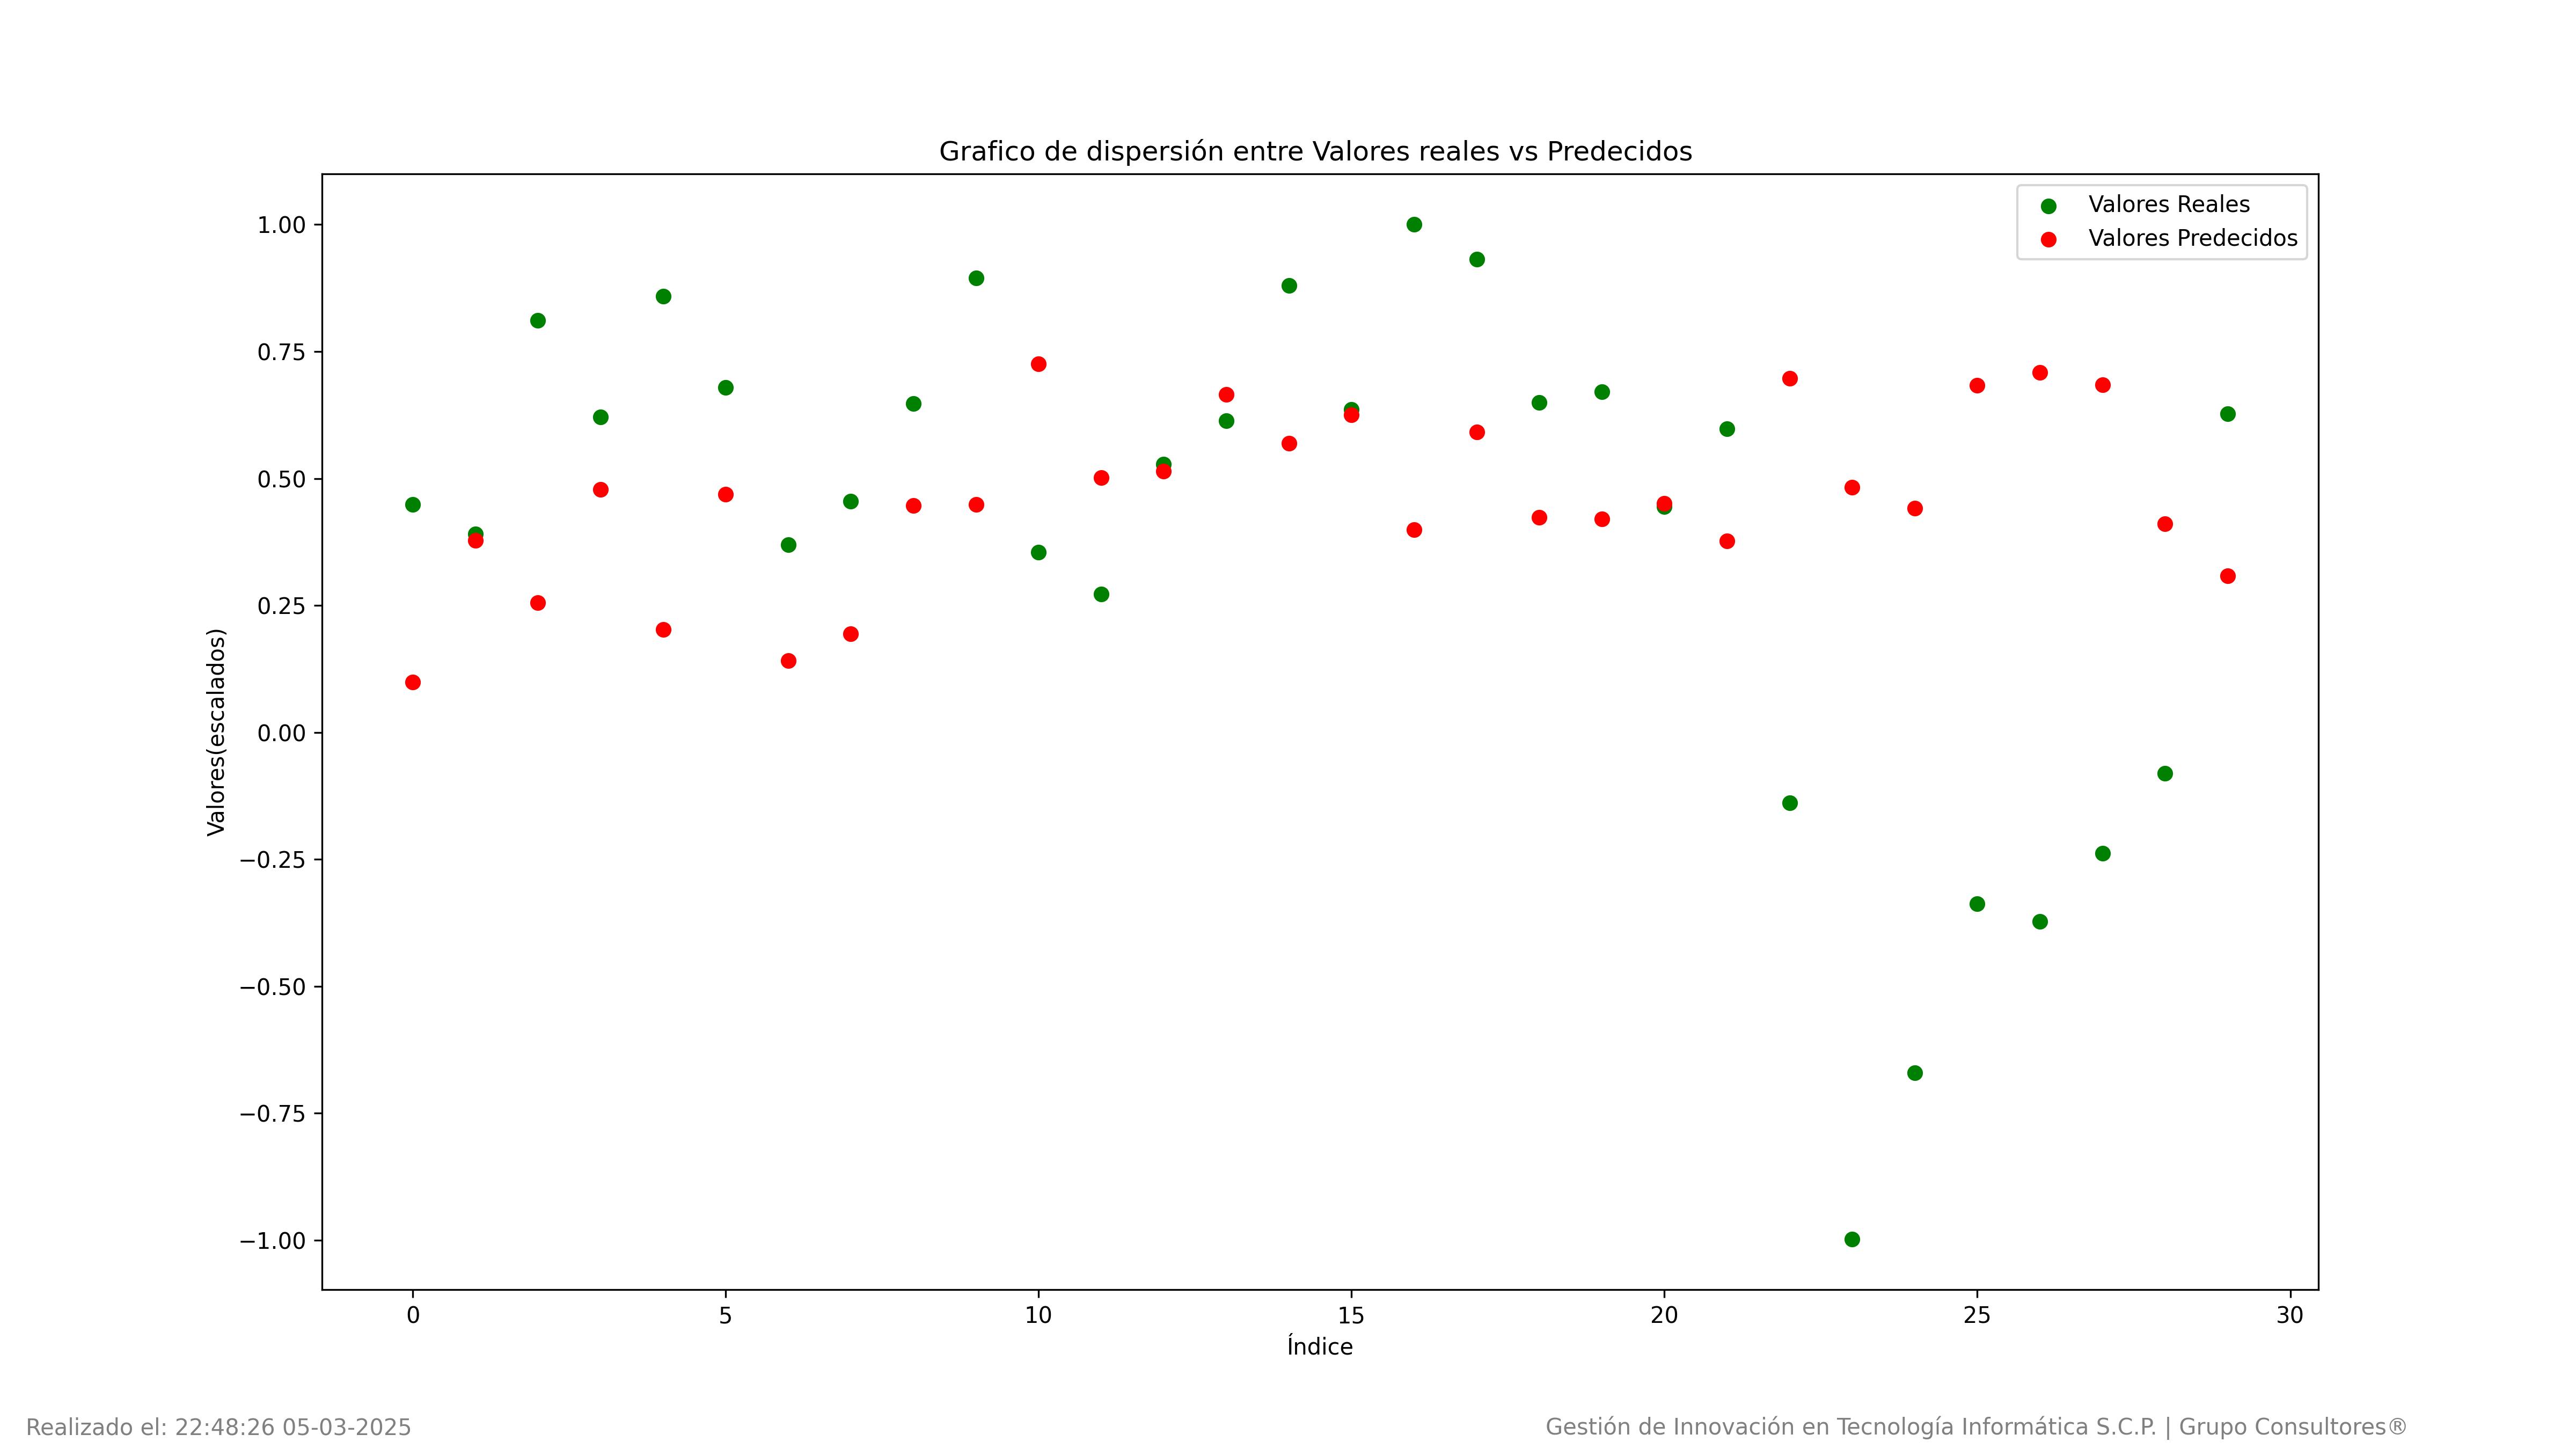 Grafico de dispersión entre Valores reales vs Predecidos
Valores Reales
Valores Predecidos
Valores(escalados)
1.00
0.75
0.50
0.25
0.00
−0.25
−0.50
−0.75
−1.00
0 5 10 15 20 25 30
Índice
Realizado el: 22:48:26 05-03-2025
Gestión de Innovación en Tecnología Informática S.C.P. | Grupo Consultores®